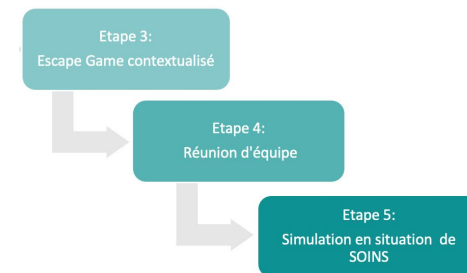 Etape 3:
Escape Game contextualisé
Etape 4:
Réunion d'équipe
Etape 5:
Simulation en situation de
SOINS